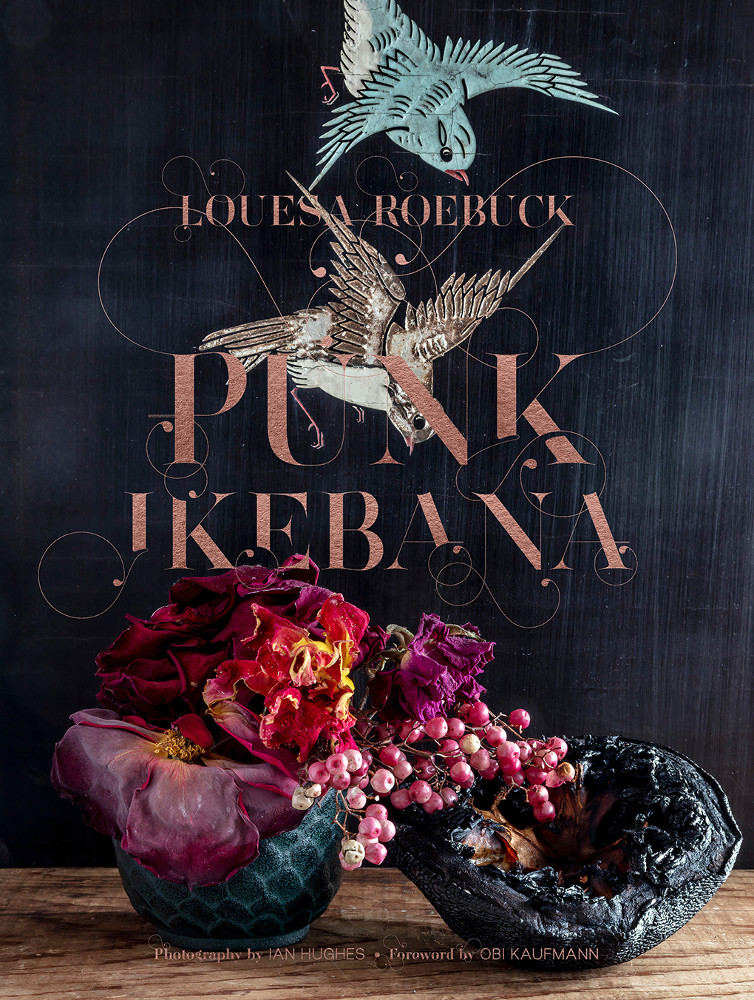 LOUESA ROEBUCK
PUNK
IKEBANA
Photography by IAN HUGHES • Foreword by OBI KAUFMANN